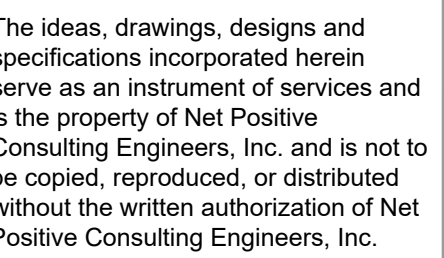 The ideas, drawings, designs and
specifications incorporated herein
serve as an instrument of services and
is the property of Net Positive
Consulting Engineers, Inc. and is not to
be copied, reproduced, or distributed
without the written authorization of Net
Positive Consulting Engineers, Inc.